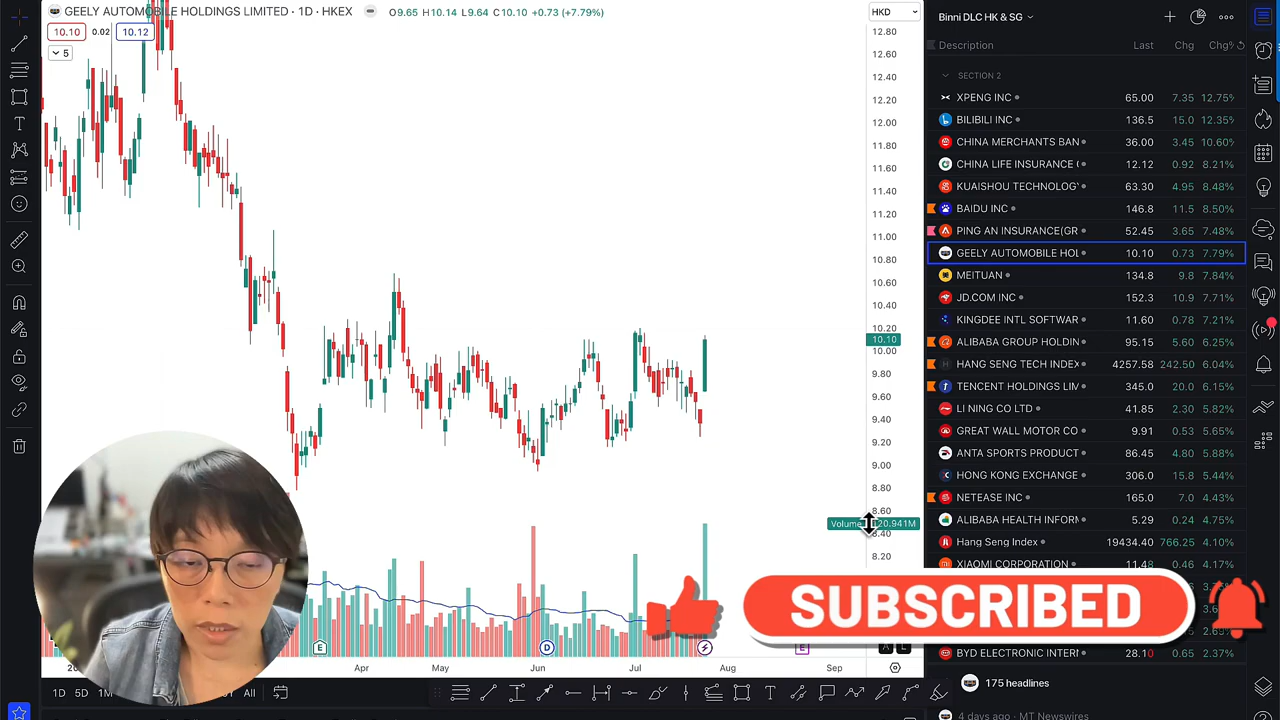 GEELY AUTOMOBILE HOLDINGS LIMITED · 1D · HKEX
O9.65 H10.14 L9.64 C10.10 +0.73 (+7.79%)
HKD
10.10 0.02 10.12
5
12.80
12.60
12.40
12.20
12.00
11.80
11.60
11.40
11.20
11.00
10.80
10.60
10.40
10.20
10.10
10.00
9.80
9.60
9.40
9.20
9.00
8.80
8.60
Volume 20.941M
8.40
8.20
E
D
E
A
L
Apr May Jun Jul Aug Sep
1D 5D 1M All
Binni DLC HK & SG
Description Last Chg Chg%
SECTION 2
XPENG INC 65.00 7.35 12.75%
BILIBILI INC 136.5 15.0 12.35%
CHINA MERCHANTS BAN 36.00 3.45 10.60%
CHINA LIFE INSURANCE ( 12.12 0.92 8.21%
KUAISHOU TECHNOLOGY 63.30 4.95 8.48%
BAIDU INC 146.8 11.5 8.50%
PING AN INSURANCE(GR 52.45 3.65 7.48%
GEELY AUTOMOBILE HOL 10.10 0.73 7.79%
MEITUAN 134.8 9.8 7.84%
JD.COM INC 152.3 10.9 7.71%
KINGDEE INTL SOFTWAR 11.60 0.78 7.21%
ALIBABA GROUP HOLDIN 95.15 5.60 6.25%
HANG SENG TECH INDEX 4257.58 242.50 6.04%
TENCENT HOLDINGS LIM 345.0 20.0 6.15%
LI NING CO LTD 41.85 2.30 5.82%
GREAT WALL MOTOR CO 9.91 0.53 5.65%
ANTA SPORTS PRODUCT 86.45 4.80 5.88%
HONG KONG EXCHANGE 306.0 15.8 5.44%
NETEASE INC 165.0 7.0 4.43%
ALIBABA HEALTH INFORM 5.29 0.24 4.75%
Hang Seng Index 19434.40 766.25 4.10%
XIAOMI CORPORATION 11.48
SUBSCRIBED
BYD ELECTRONIC INTERN 28.10 0.65 2.37%
175 headlines
4 days ago · MT Newswires